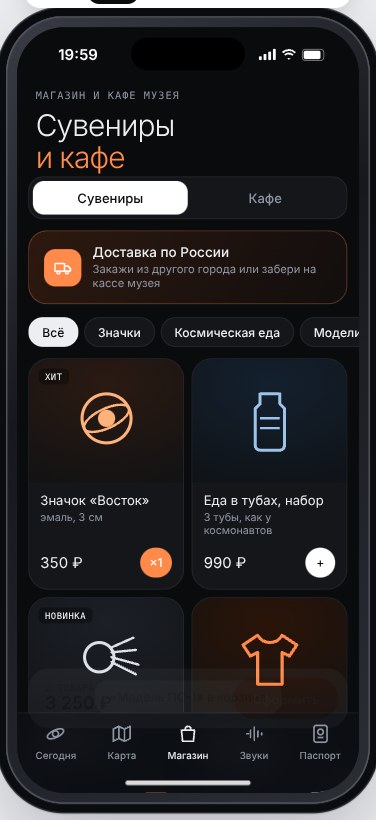 19:59
МАГАЗИН И КАФЕ МУЗЕЯ
Сувениры
и кафе
Сувениры
Кафе
Доставка по России
Закажи из другого города или забери на
кассе музея
Всё
Значки
Космическая еда
Модели
ХИТ
Значок «Восток»
эмаль, 3 см
350 ₽
×1
Еда в тубах, набор
3 тубы, как у
космонавтов
990 ₽
+
НОВИНКА
3 250 ₽
Сегодня
Карта
Магазин
Звуки
Паспорт